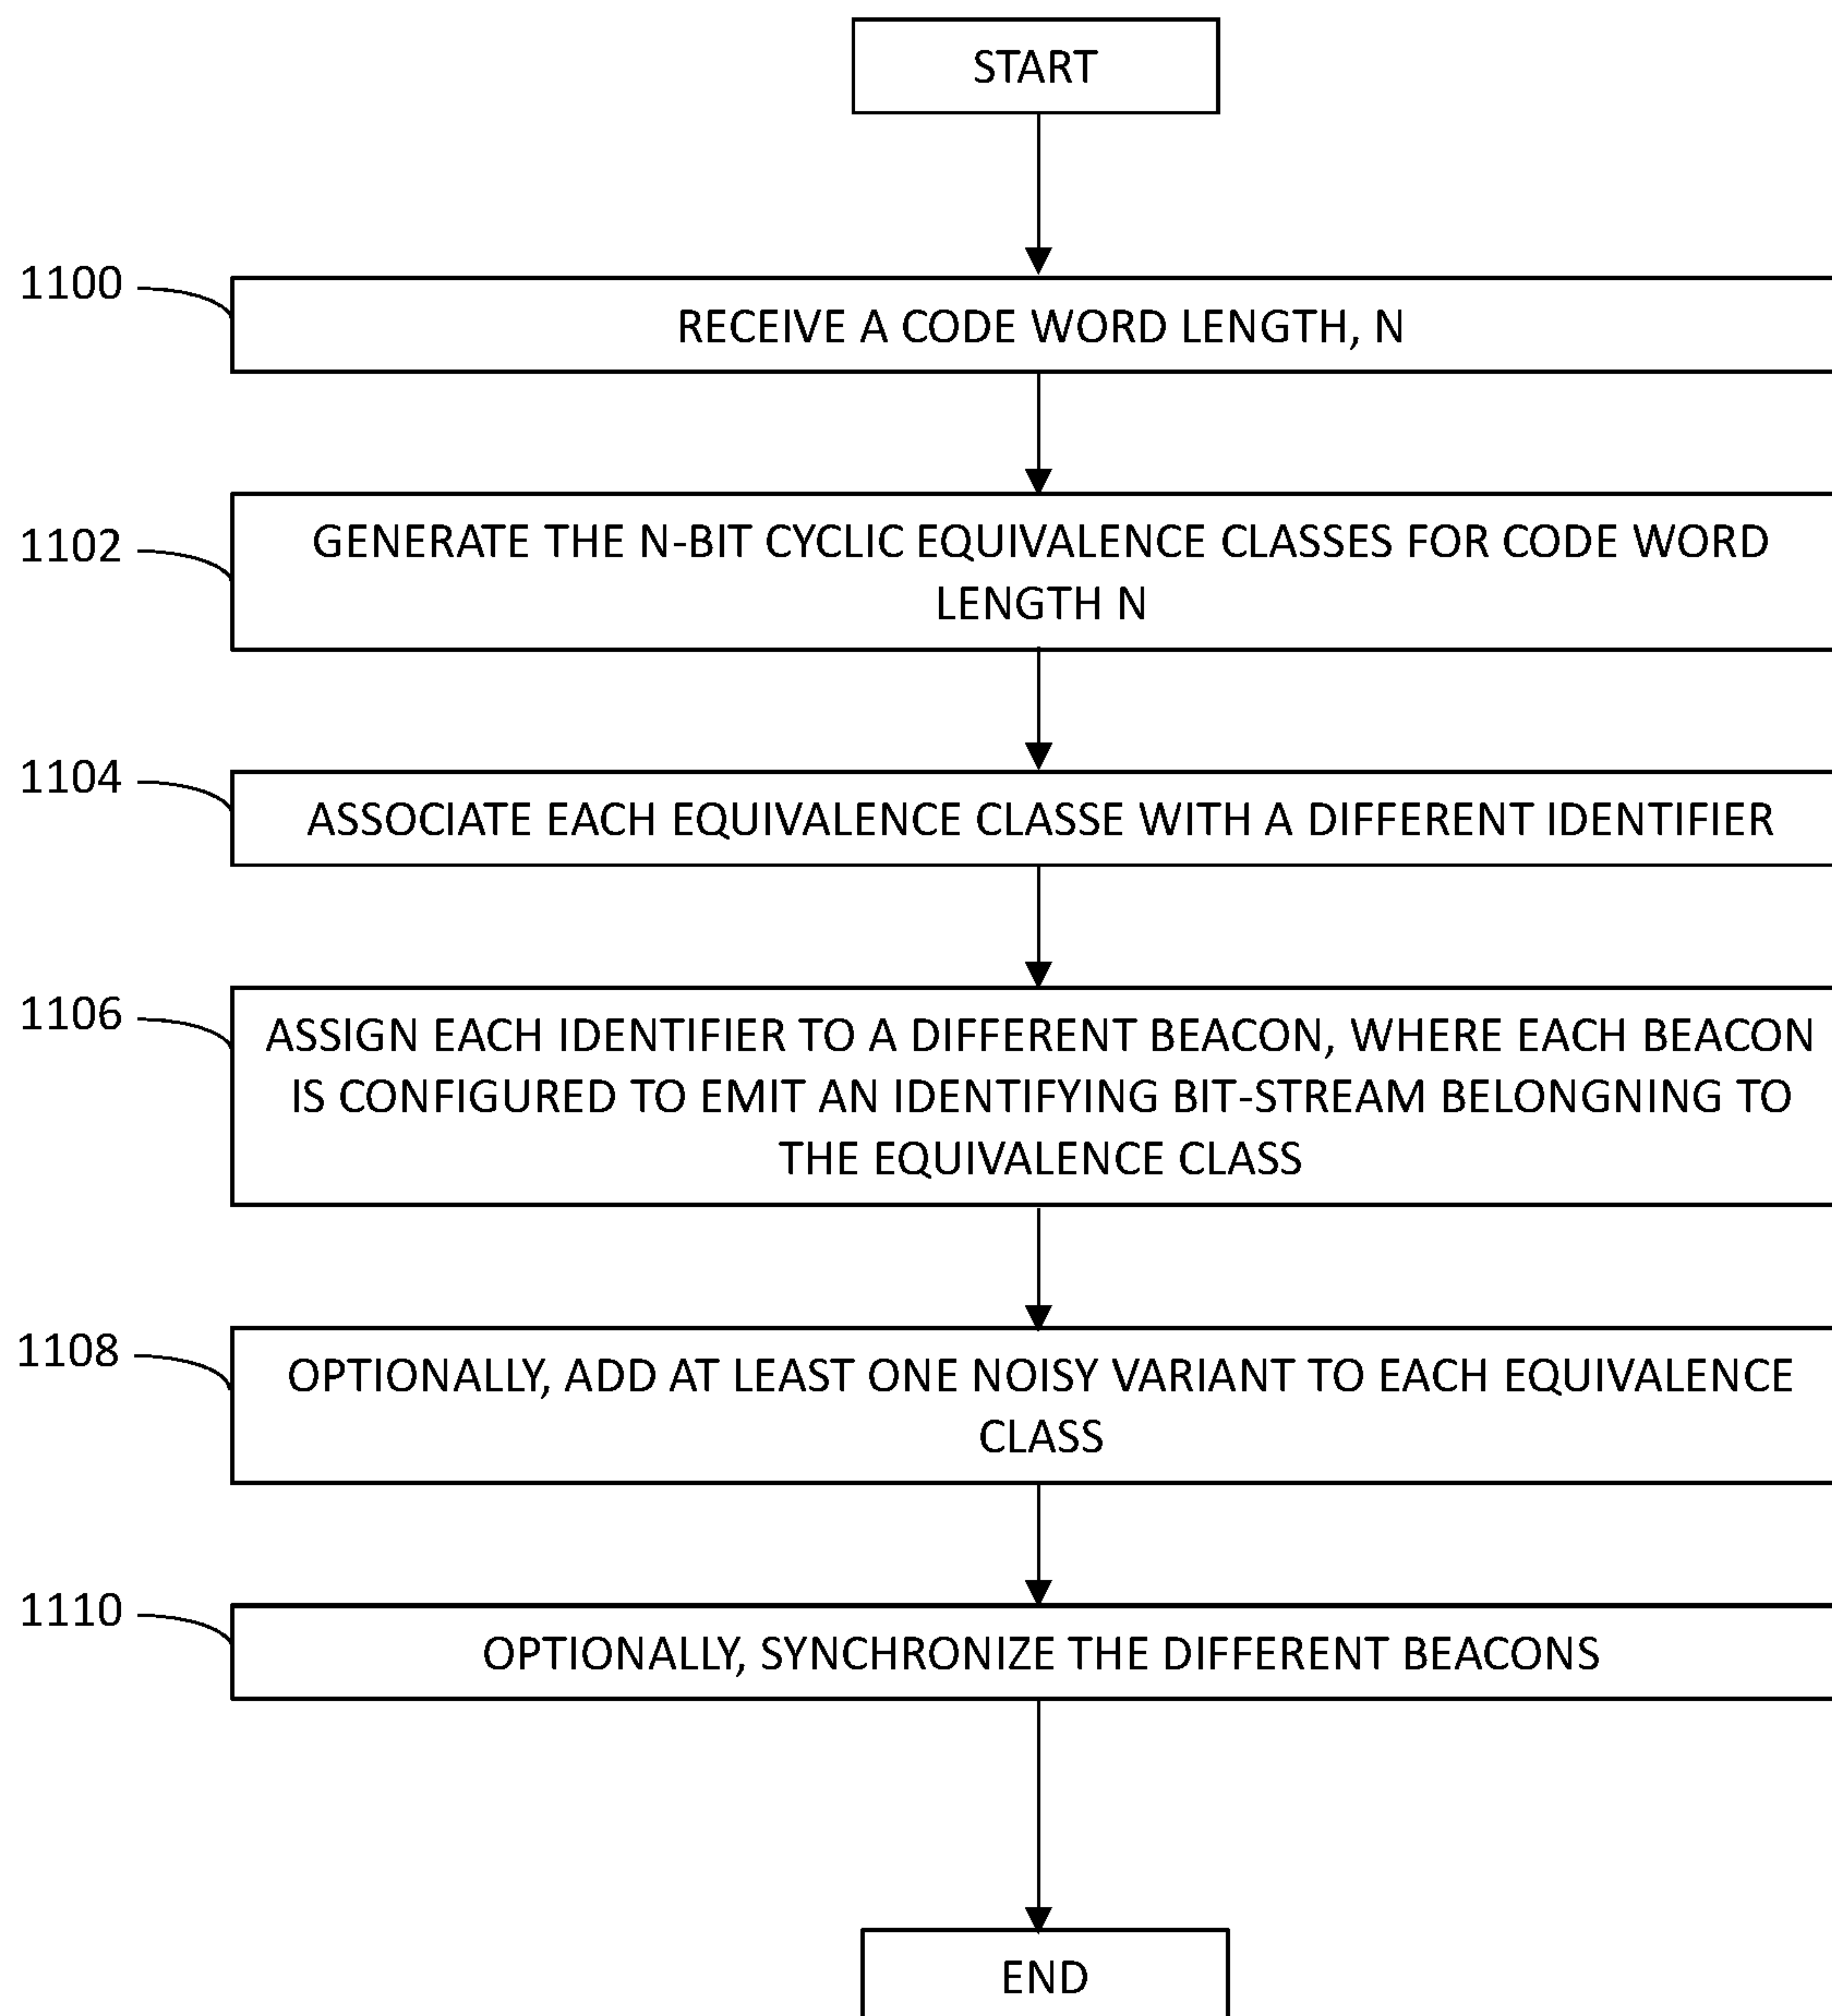 START
1100
RECEIVE A CODE WORD LENGTH, N
1102
GENERATE THE N-BIT CYCLIC EQUIVALENCE CLASSES FOR CODE WORD
LENGTH N
1104
ASSOCIATE EACH EQUIVALENCE CLASSE WITH A DIFFERENT IDENTIFIER
1106
ASSIGN EACH IDENTIFIER TO A DIFFERENT BEACON, WHERE EACH BEACON
IS CONFIGURED TO EMIT AN IDENTIFYING BIT-STREAM BELONGNING TO
THE EQUIVALENCE CLASS
1108
OPTIONALLY, ADD AT LEAST ONE NOISY VARIANT TO EACH EQUIVALENCE
CLASS
1110
OPTIONALLY, SYNCHRONIZE THE DIFFERENT BEACONS
END